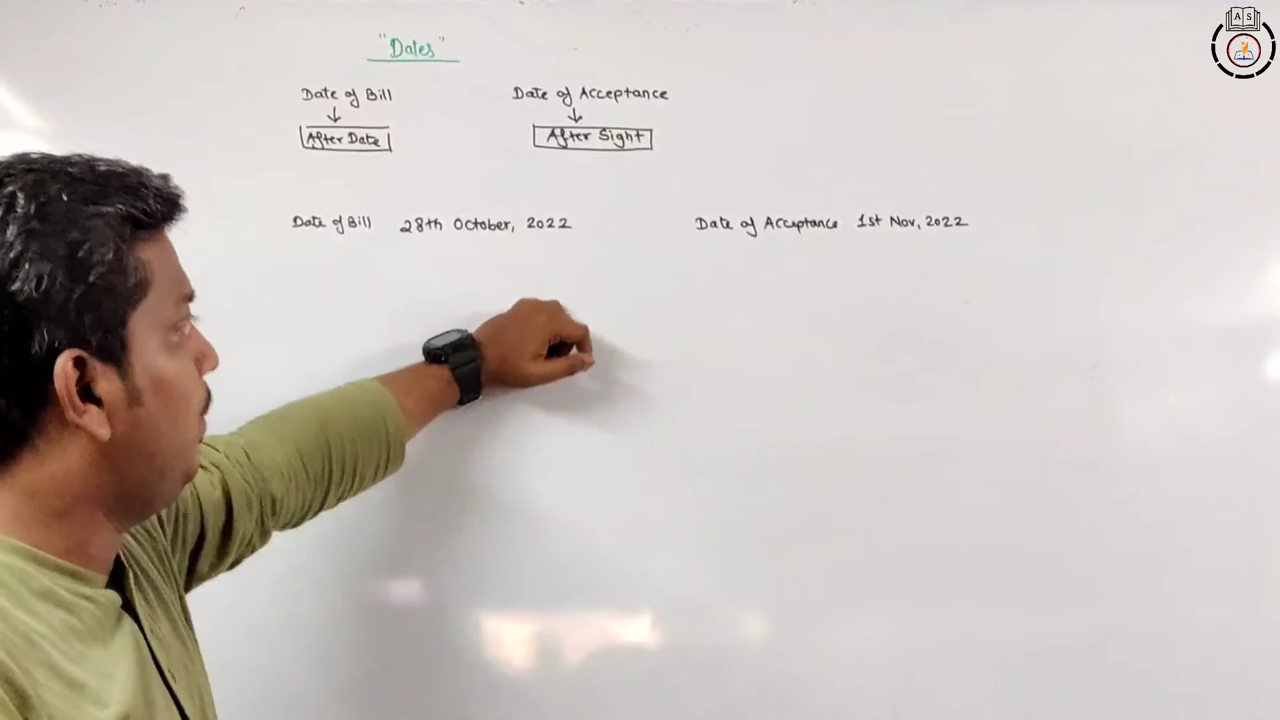 "Dates"
Date of Bill Date of Acceptance
After Date After Sight
Date of Bill 28th October, 2022 Date of Acceptance 1st Nov, 2022
A S